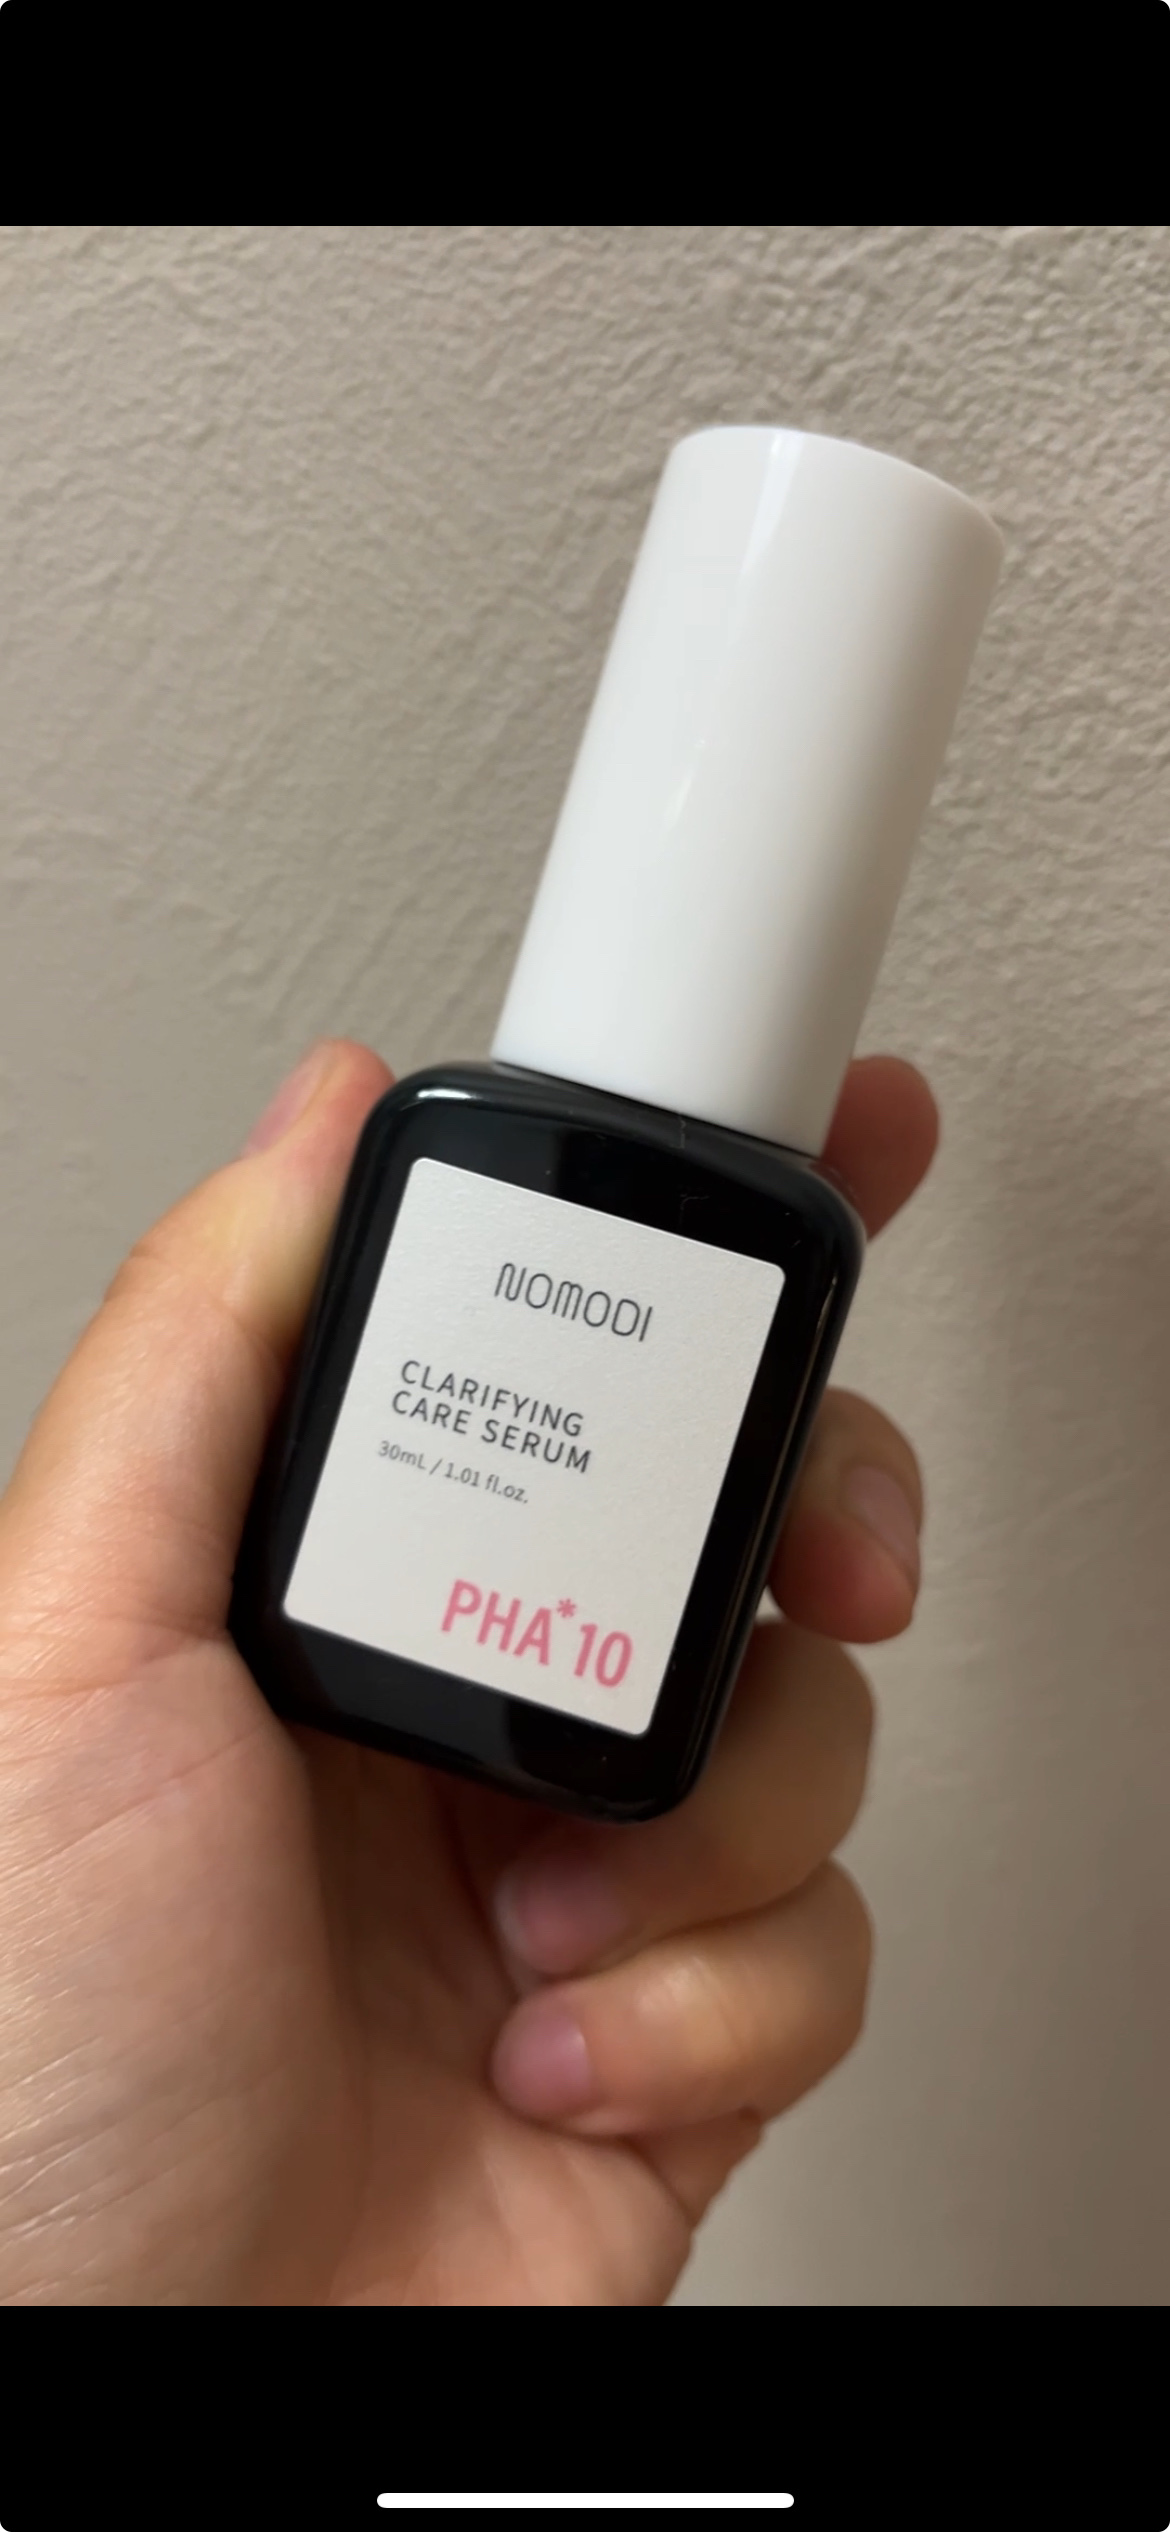 NOMODI
CLARIFYING
CARE SERUM
30mL / 1.01 fl.oz.
PHA*10